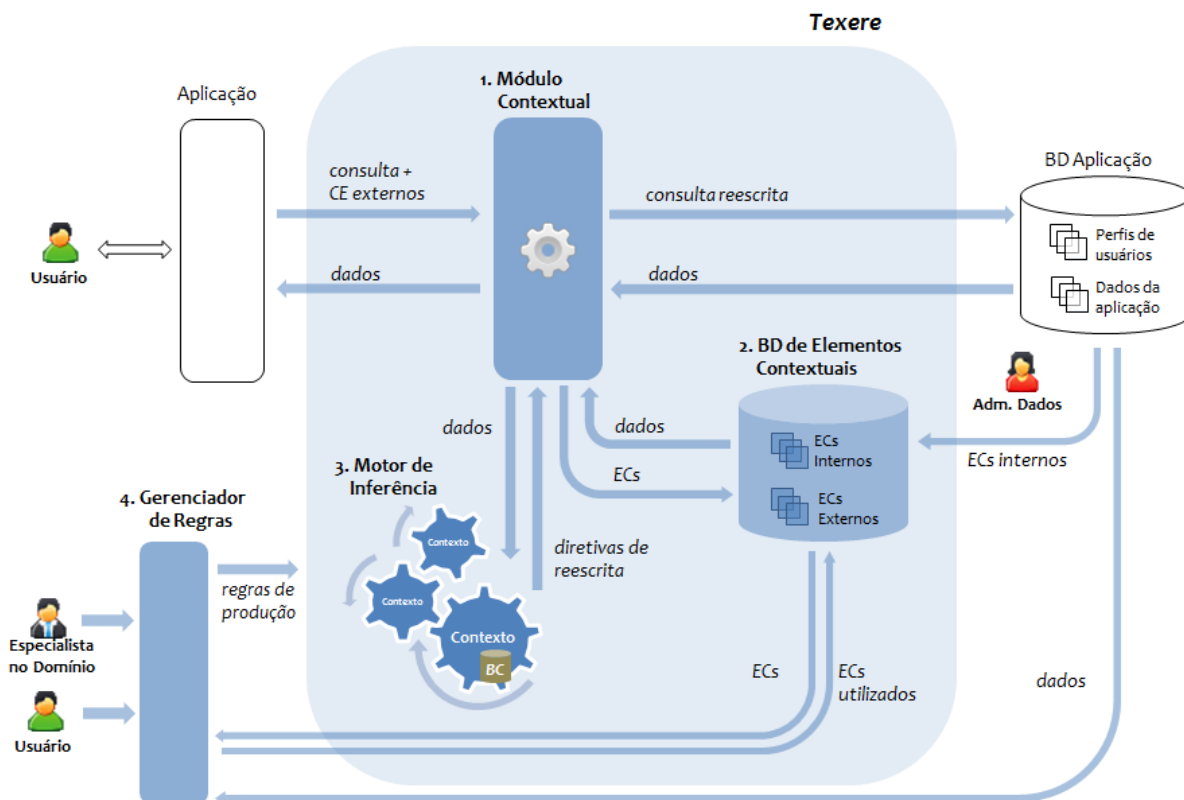 Texere
1. Módulo
Contextual
Aplicação
consulta +
CE externos
consulta reescrita
BD Aplicação
Perfis de
usuários
Usuário
dados
dados
Dados da
aplicação
2. BD de Elementos
Contextuais
Adm. Dados
dados
dados
ECs
Internos
ECs internos
3. Motor de
Inferência
ECs
ECs
Externos
4. Gerenciador
de Regras
Contexto
diretivas de
reescrita
regras de
produção
Contexto
Contexto
BC
Especialista
no Domínio
ECs
ECs
utilizados
dados
Usuário